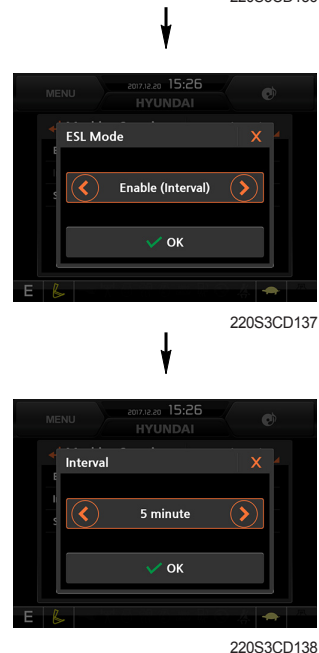 MENU
2017.12.20 15:26
HYUNDAI
ESL Mode X
Enable (Interval)
OK
E
220S3CD137
MENU
2017.12.20 15:26
HYUNDAI
Interval X
5 minute
OK
E
220S3CD138